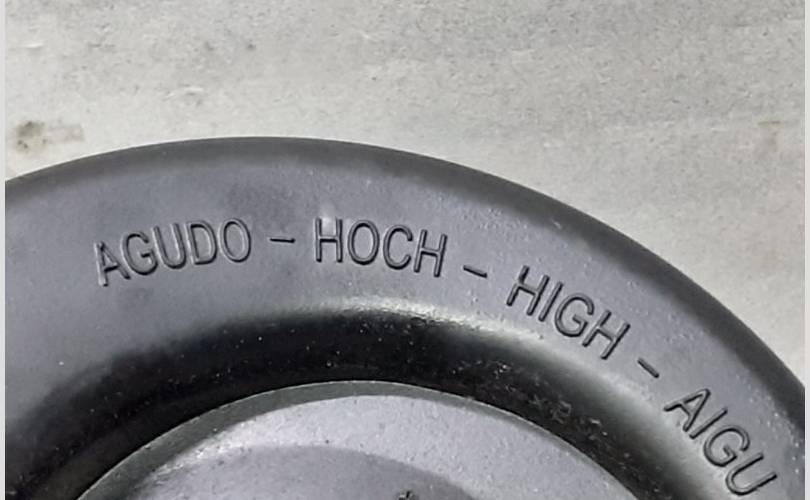 AGUDO - HOCH - HIGH - AIGU